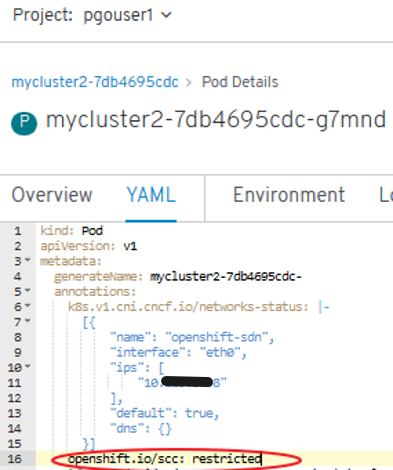 Project: pgouser1
mycluster2-7db4695cdc > Pod Details
P mycluster2-7db4695cdc-g7mnd
Overview YAML Environment
1 kind: Pod
2 apiVersion: v1
3 metadata:
4 generateName: mycluster2-7db4695cdc-
5 annotations:
6 k8s.v1.cni.cncf.io/networks-status: |-
7 [{
8 "name": "openshift-sdn",
9 "interface": "eth0",
10 "ips": [
11 "10. 8"
12 ],
13 "default": true,
14 "dns": {}
15 }]
16 openshift.io/scc: restricted